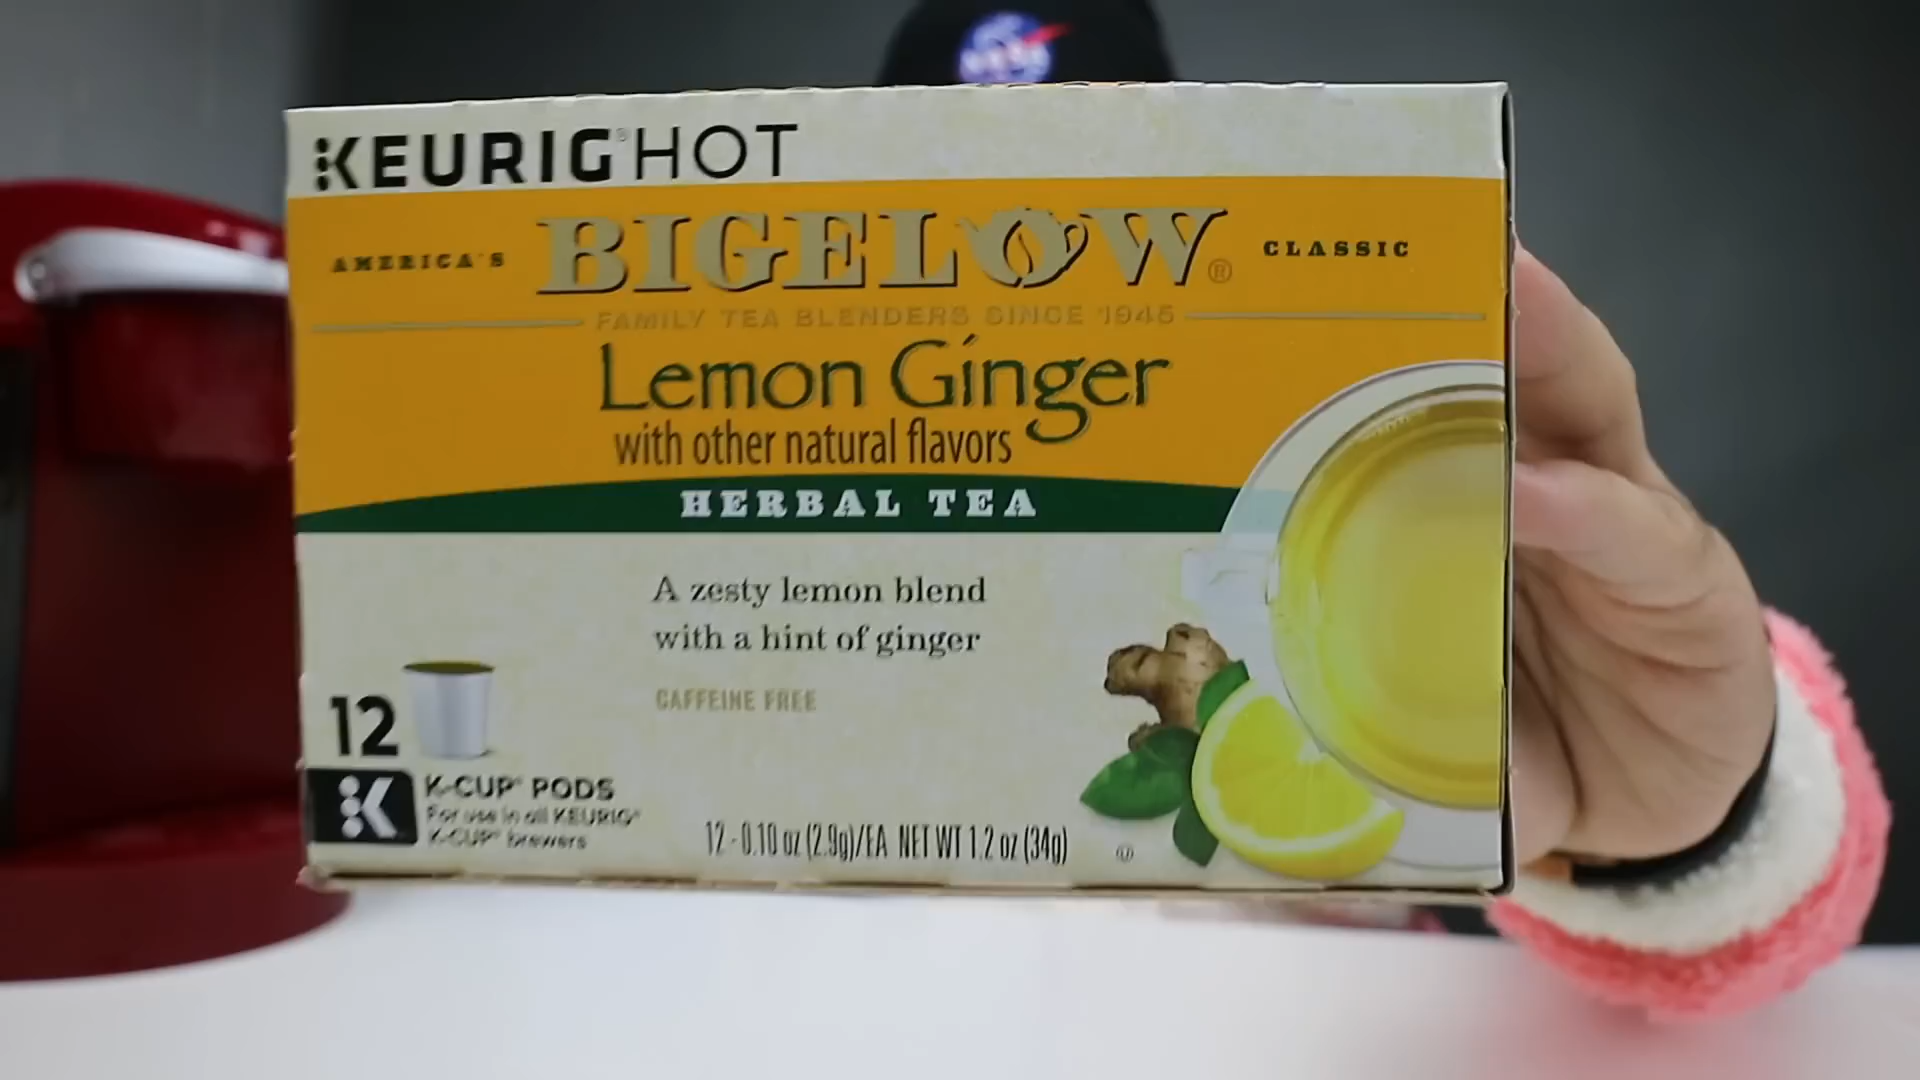 NASA
KEURIG® HOT
AMERICA'S BIGELOW® CLASSIC
FAMILY TEA BLENDERS SINCE 1945
Lemon Ginger
with other natural flavors
HERBAL TEA
A zesty lemon blend
with a hint of ginger
CAFFEINE FREE
12
K
K-CUP® PODS
For use in all KEURIG®
K-CUP® brewers
12 - 0.10 oz (2.9g)/EA NET WT 1.2 oz (34g)